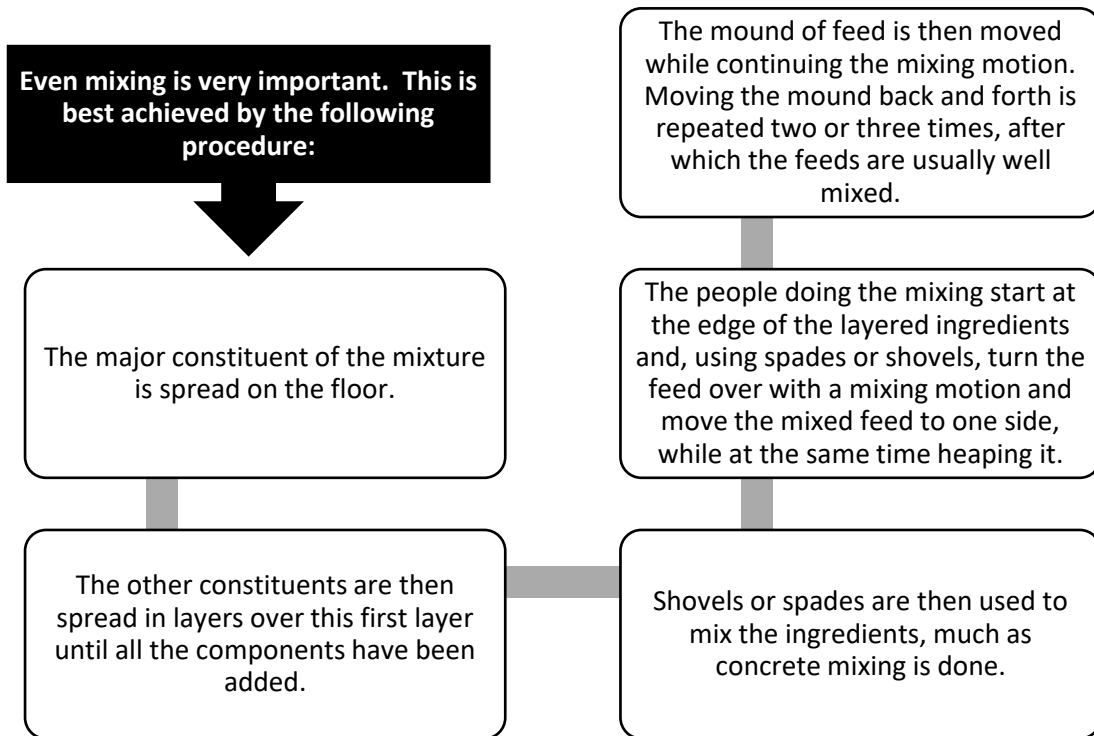 Even mixing is very important.  This is
best achieved by the following
procedure:
The major constituent of the mixture
is spread on the floor.
The other constituents are then
spread in layers over this first layer
until all the components have been
added.
Shovels or spades are then used to
mix the ingredients, much as
concrete mixing is done.
The people doing the mixing start at
the edge of the layered ingredients
and, using spades or shovels, turn the
feed over with a mixing motion and
move the mixed feed to one side,
while at the same time heaping it.
The mound of feed is then moved
while continuing the mixing motion.
Moving the mound back and forth is
repeated two or three times, after
which the feeds are usually well
mixed.